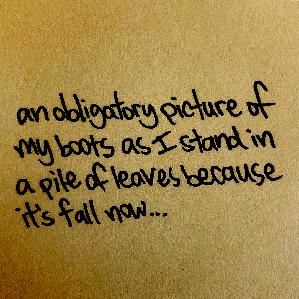 an obligatory picture of
my boots as I stand in
a pile of leaves because
it's fall now...